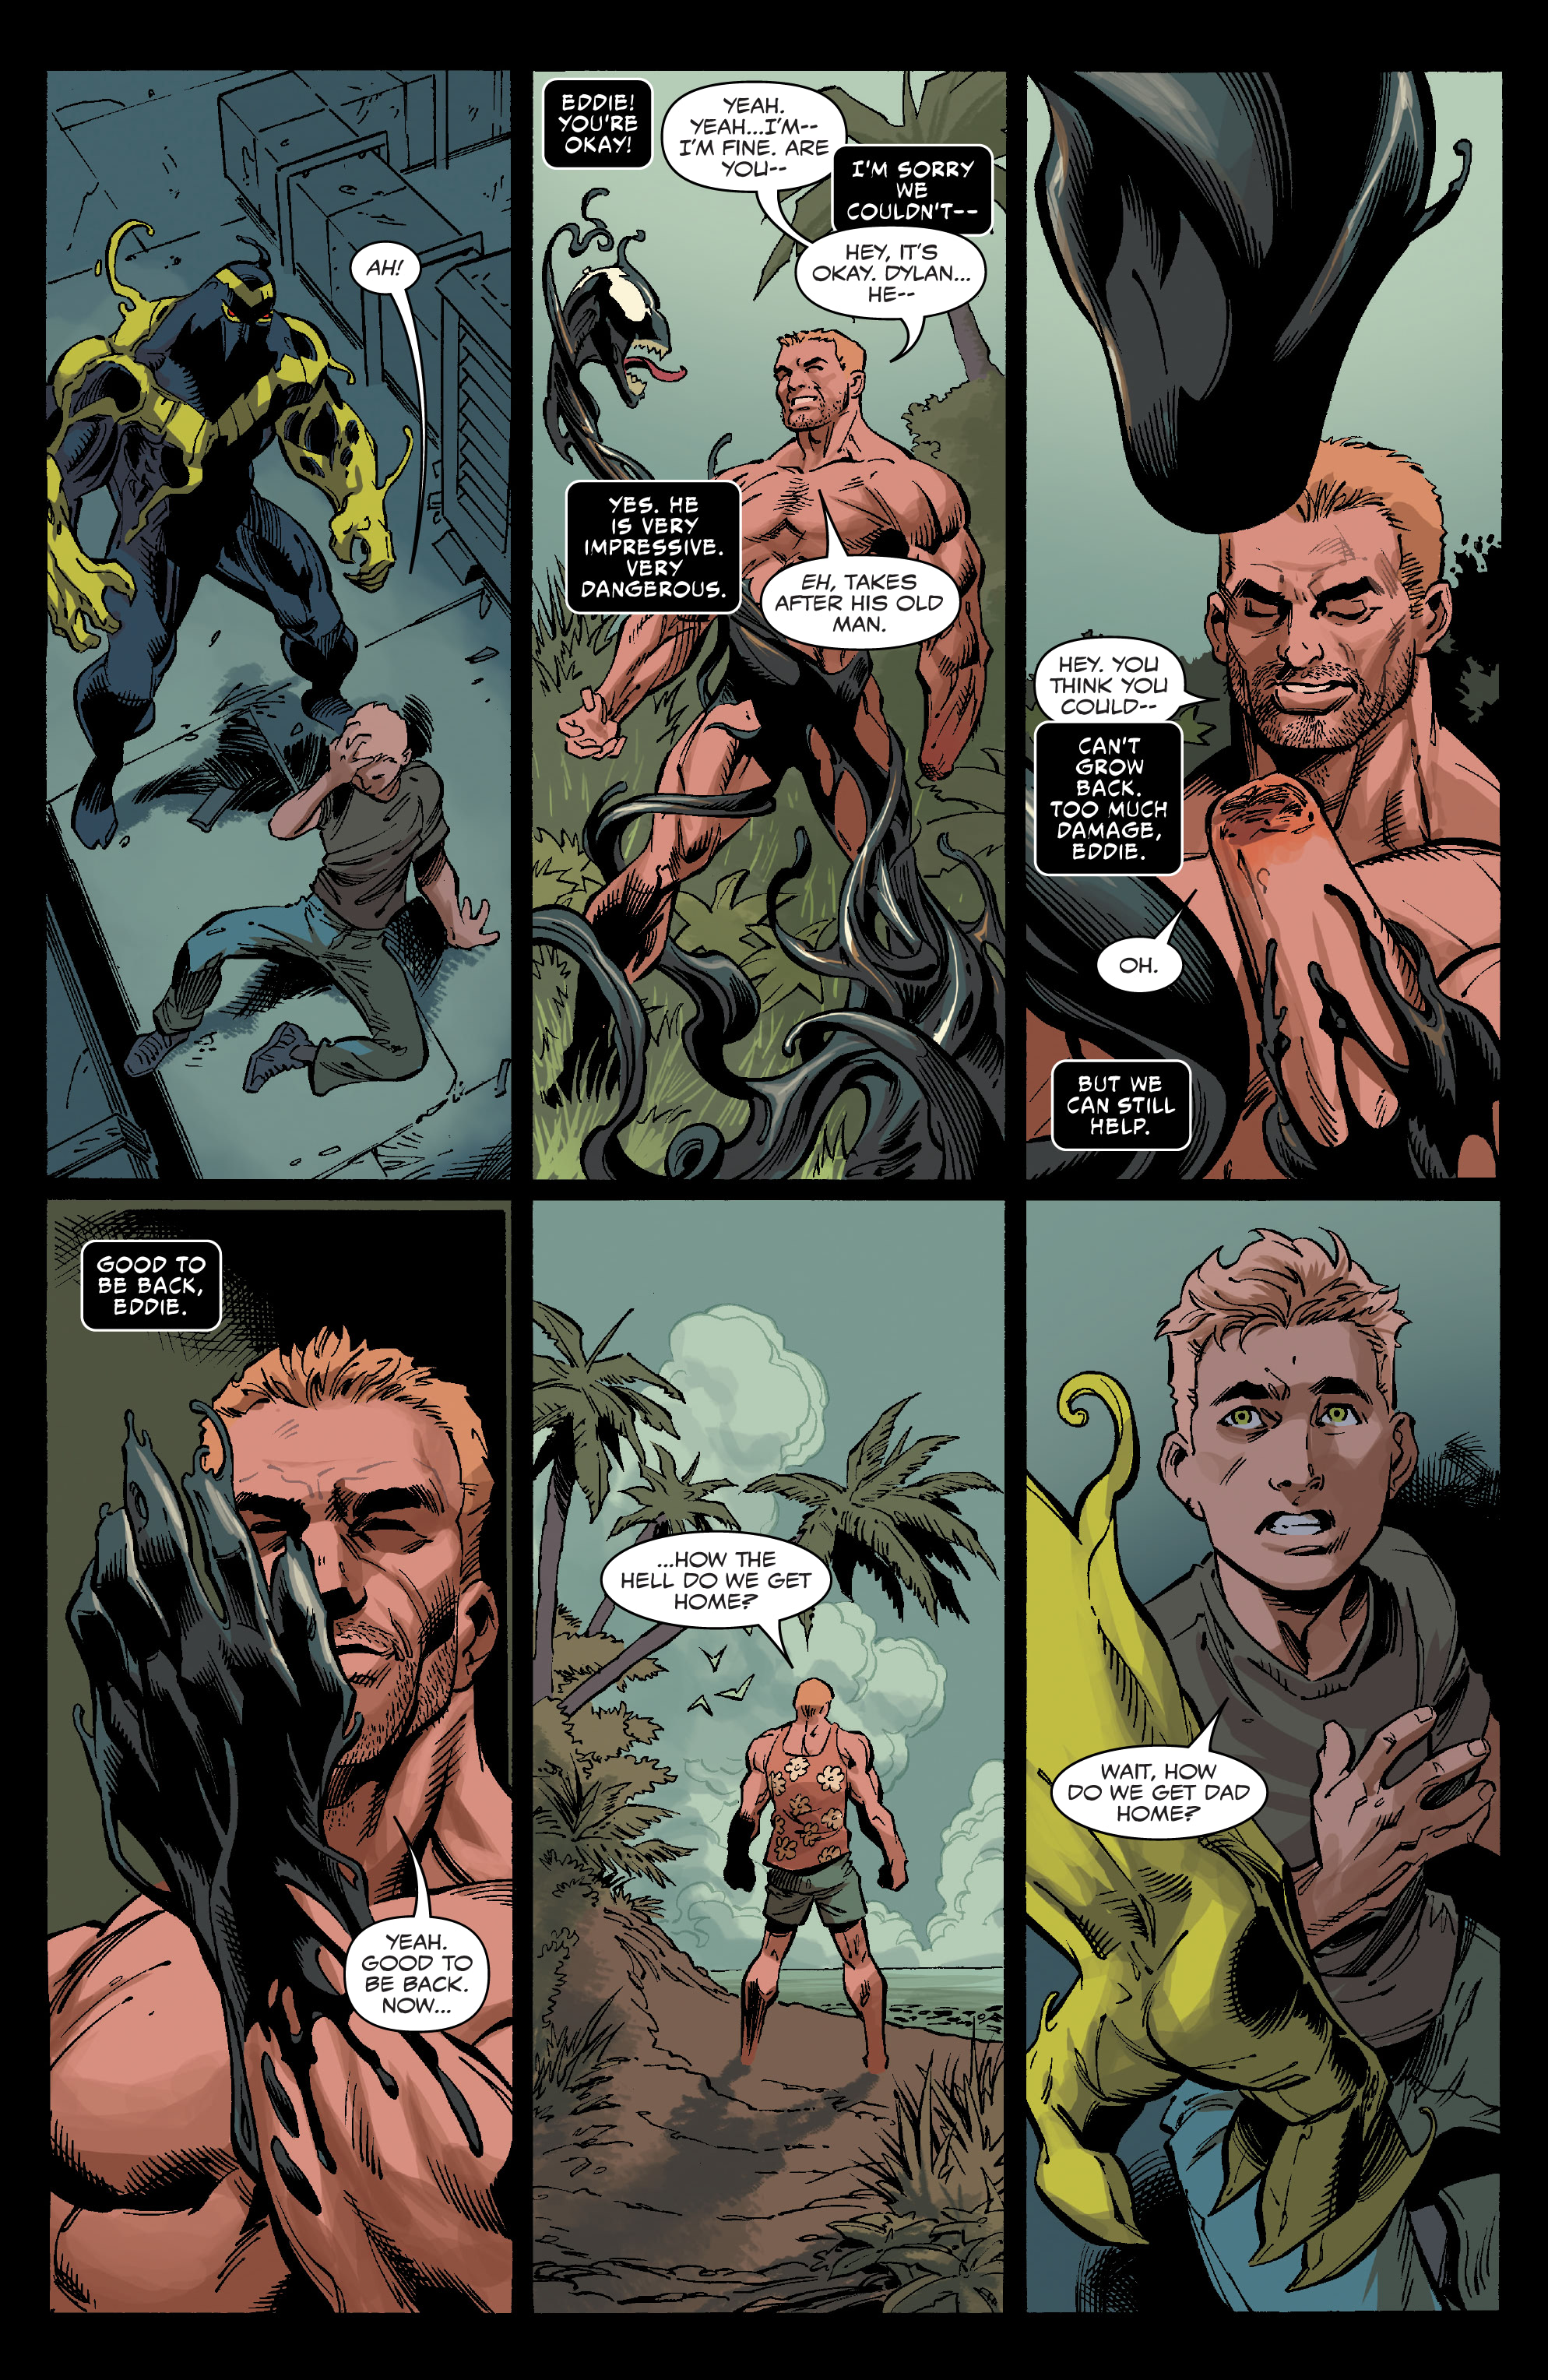 AH!
EDDIE!
YOU'RE
OKAY!
YEAH.
YEAH...I'M--
I'M FINE. ARE
YOU--
I'M SORRY
WE
COULDN'T--
HEY, IT'S
OKAY. DYLAN...
HE--
YES. HE
IS VERY
IMPRESSIVE.
VERY
DANGEROUS.
EH, TAKES
AFTER HIS OLD
MAN.
HEY. YOU
THINK YOU
COULD--
CAN'T
GROW
BACK.
TOO MUCH
DAMAGE,
EDDIE.
OH.
BUT WE
CAN STILL
HELP.
GOOD TO
BE BACK,
EDDIE.
YEAH.
GOOD TO
BE BACK.
NOW...
...HOW THE
HELL DO WE GET
HOME?
WAIT, HOW
DO WE GET DAD
HOME?